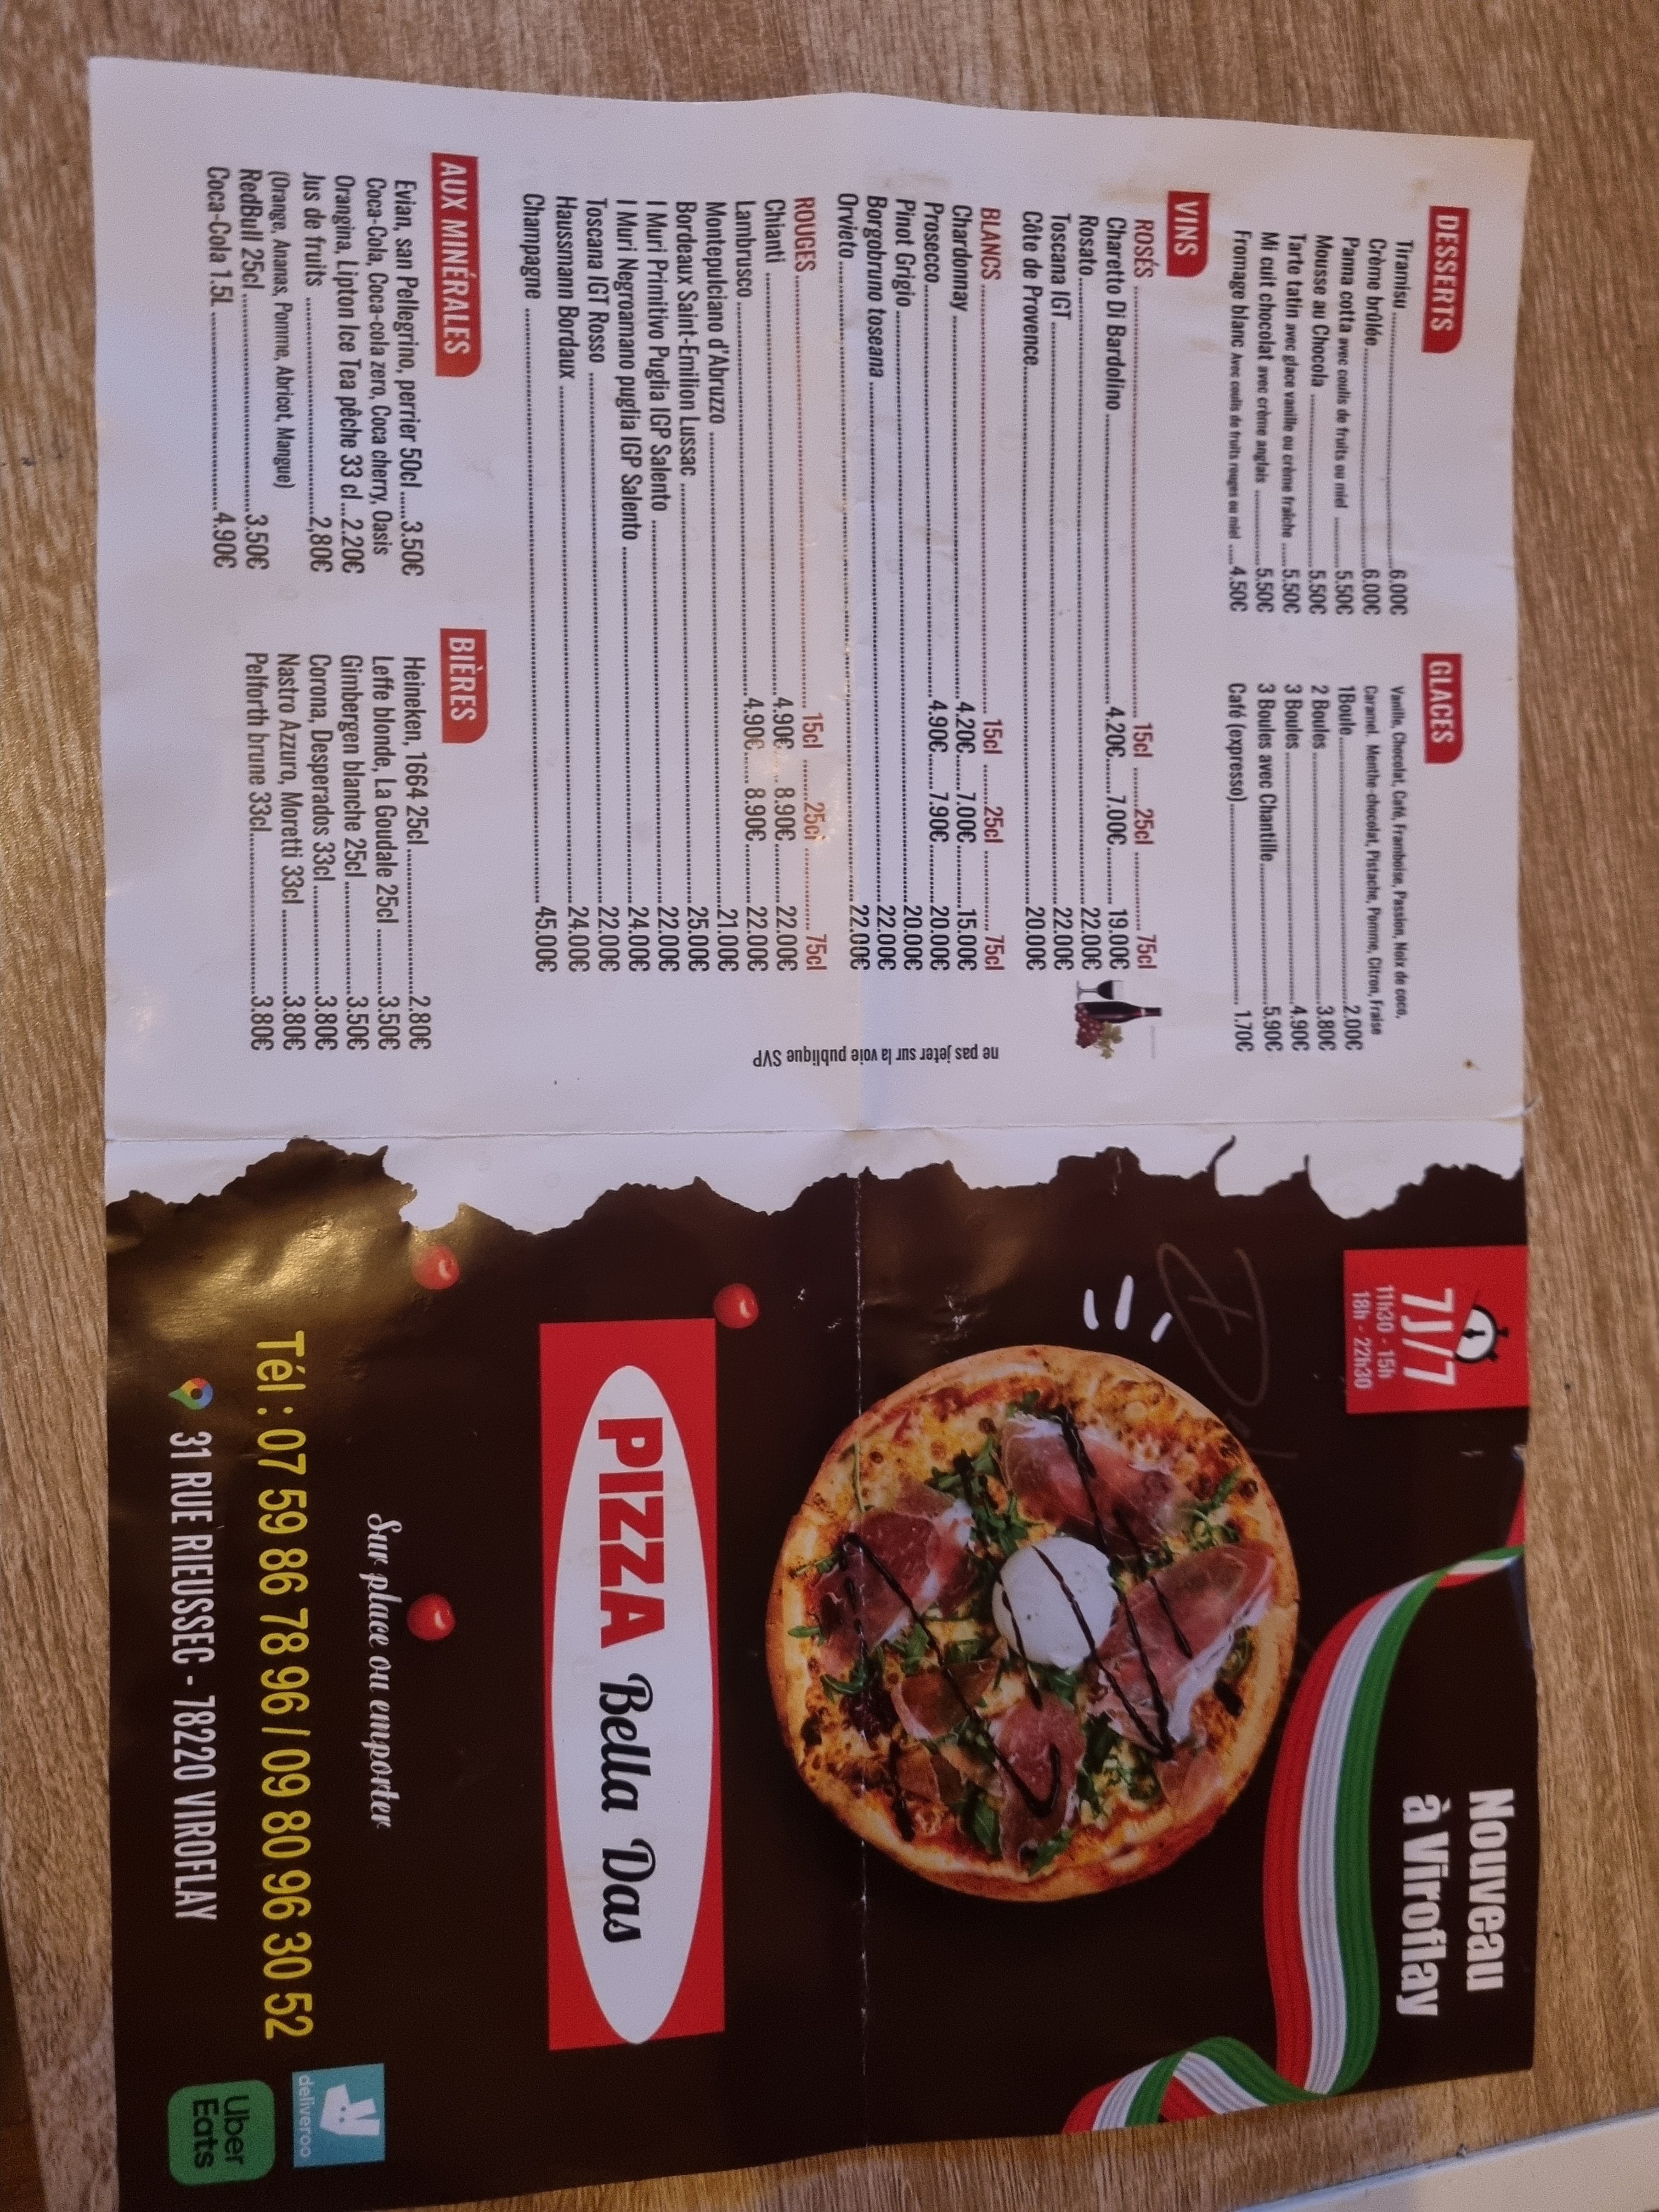 DESSERTS
Tiramisu ........ 6.00€
Crème brûlée ........ 6.00€
Panna cotta avec coulis de fruits ou miel ........ 5.50€
Mousse au Chocola ........ 5.50€
Tarte tatin avec glace vanille ou crème fraîche ...... 5.50€
Mi cuit chocolat avec crème anglais ........ 5.50€
Fromage blanc Avec coulis de fruits rouges ou miel .... 4.50€
GLACES
Vanille, Chocolat, Café, Framboise, Passion, Noix de coco,
Caramel, Menthe-chocolat, Pistache, Pomme, Citron, Fraise
1Boule ........ 2.00€
2 Boules ........ 3.80€
3 Boules ........ 4.90€
3 Boules avec Chantille ........ 5.90€
Café (expresso) ........ 1.70€
VINS
ROSÉS ........ 15cl ........ 25cl ........ 75cl
Charetto Di Bardolino ........ 4.20€ ...... 7.00€ ........ 19.00€
Rosato ........ 22.00€
Toscana IGT ........ 22.00€
Côte de Provence ........ 20.00€
BLANCS ........ 15cl ........ 25cl ........ 75cl
Chardonnay ........ 4.20€ ...... 7.00€ ........ 15.00€
Prosecco ........ 4.90€ ...... 7.90€ ........ 20.00€
Pinot Grigio ........ 20.00€
Borgobruno toseana ........ 22.00€
Orvieto ........ 22.00€
ROUGES ........ 15cl ........ 25cl ........ 75cl
Chianti ........ 4.90€ ...... 8.90€ ........ 22.00€
Lambrusco ........ 4.90€ ...... 8.90€ ........ 22.00€
Montepulciano d'Abruzzo ........ 21.00€
Bordeaux Saint-Emilion Lussac ........ 25.00€
I Muri Primitivo Puglia IGP Salento ........ 22.00€
I Muri Negroamano puglia IGP Salento ........ 24.00€
Toscana IGT Rosso ........ 22.00€
Haussmann Bordaux ........ 24.00€
Champagne ........ 45.00€
ne pas jeter sur la voie publique SVP
AUX MINÉRALES
Evian, san Pellegrino, perrier 50cl ..... 3.50€
Coca-Cola, Coca-cola zero, Coca cherry, Oasis
Orangina, Lipton Ice Tea pêche 33 cl ... 2.20€
Jus de fruits ........ 2,80€
(Orange, Ananas, Pomme, Abricot, Mangue)
RedBull 25cl ........ 3.50€
Coca-Cola 1.5L ........ 4.90€
BIÈRES
Heineken, 1664 25cl ........ 2.80€
Leffe blonde, La Goudale 25cl ........ 3.50€
Gimbergen blanche 25cl ........ 3.50€
Corona, Desperados 33cl ........ 3.80€
Nastro Azzuro, Moretti 33cl ........ 3.80€
Pelforth brune 33cl ........ 3.80€
7J/7
11h30 - 15h
18h - 22h30
Nouveau
à Viroflay
PIZZA Bella Das
Sur place ou emporter
Tél : 07 59 86 78 96 / 09 80 96 30 52
31 RUE RIEUSSEC - 78220 VIROFLAY
deliveroo
Uber
Eats